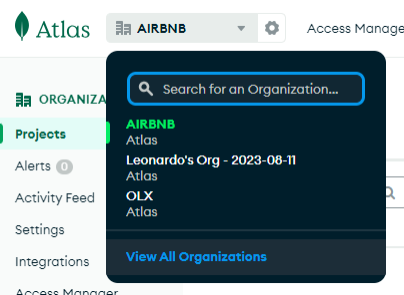 Atlas
AIRBNB
Access Manage
Search for an Organization...
ORGANIZA
AIRBNB
Atlas
Projects
Leonardo's Org - 2023-08-11
Alerts 0
Atlas
Activity Feed
OLX
Atlas
Settings
View All Organizations
Integrations
Access Manager